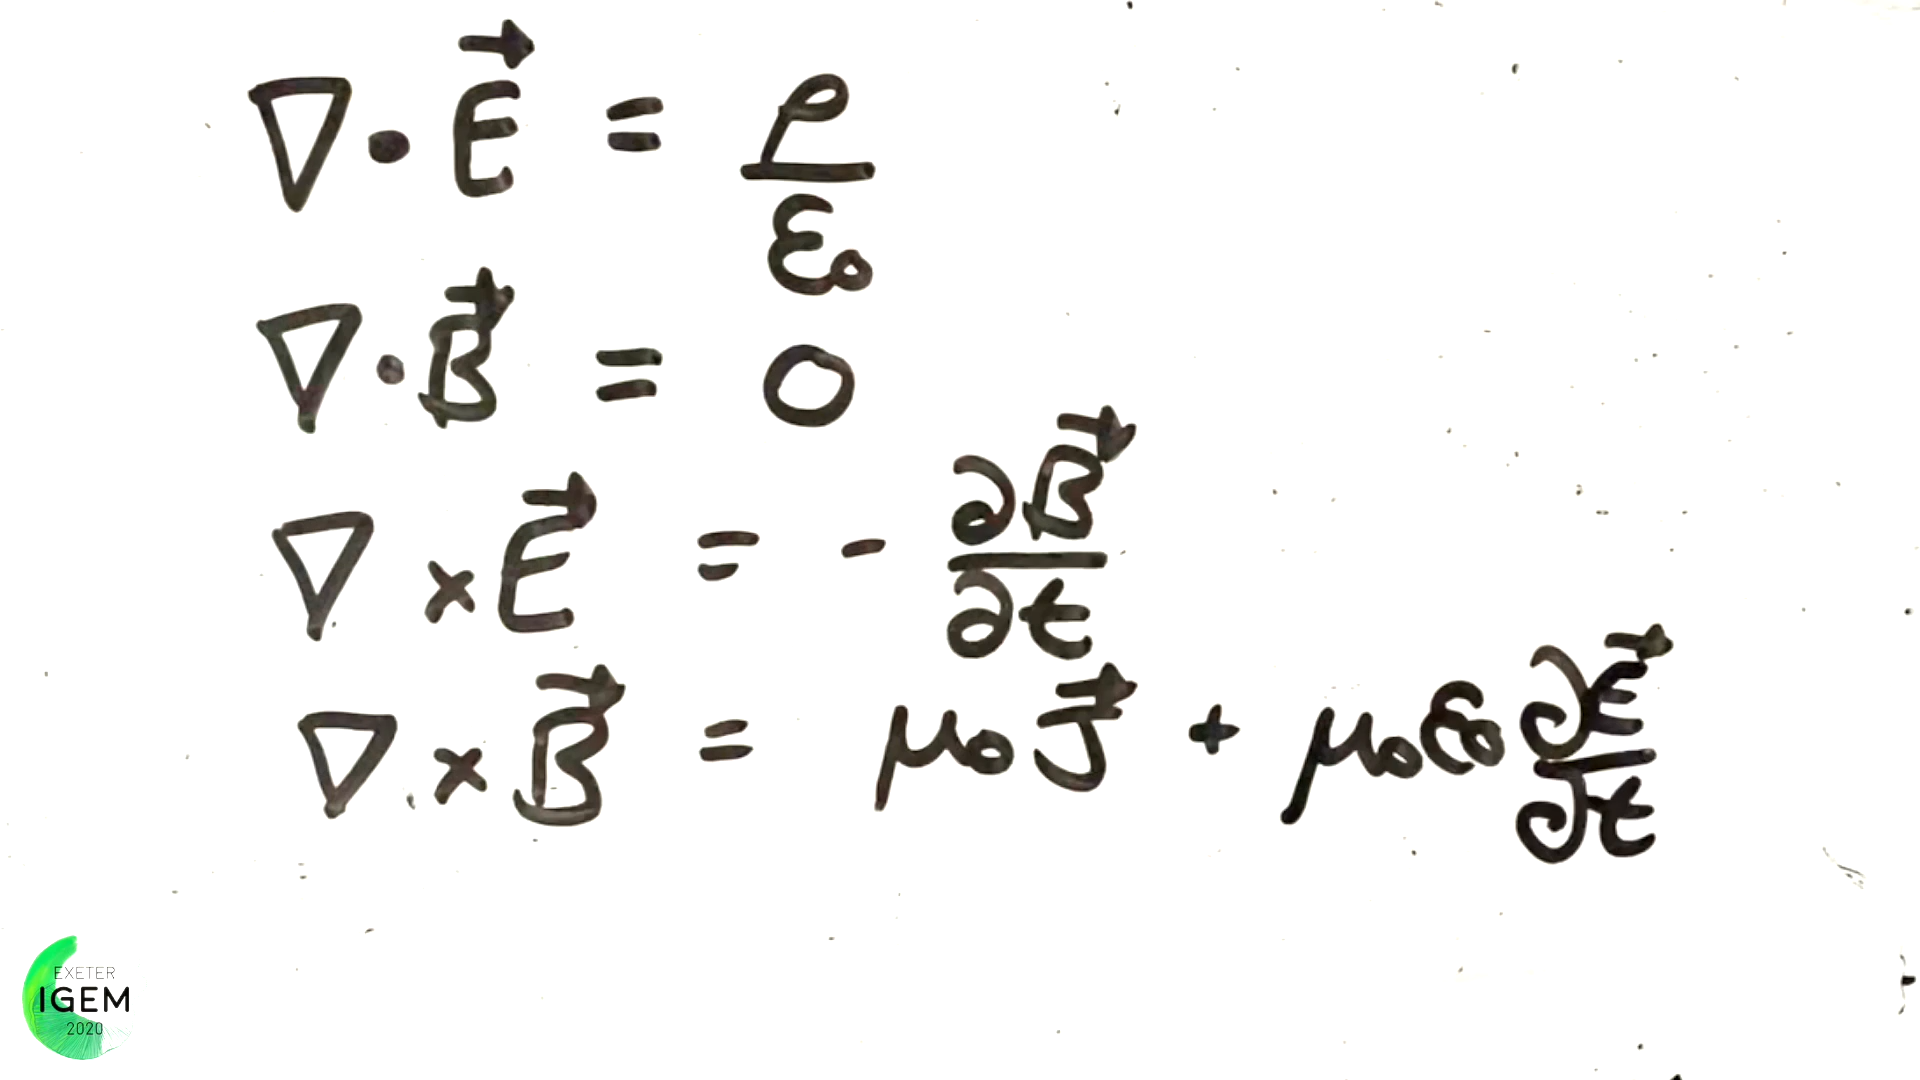 ∇ · E⃗ = ρ/ε₀
∇ · B⃗ = 0
∇ × E⃗ = - ∂B⃗/∂t
∇ × B⃗ = μ₀J⃗ + μ₀ε₀ ∂E⃗/∂t
EXETER
IGEM
2020